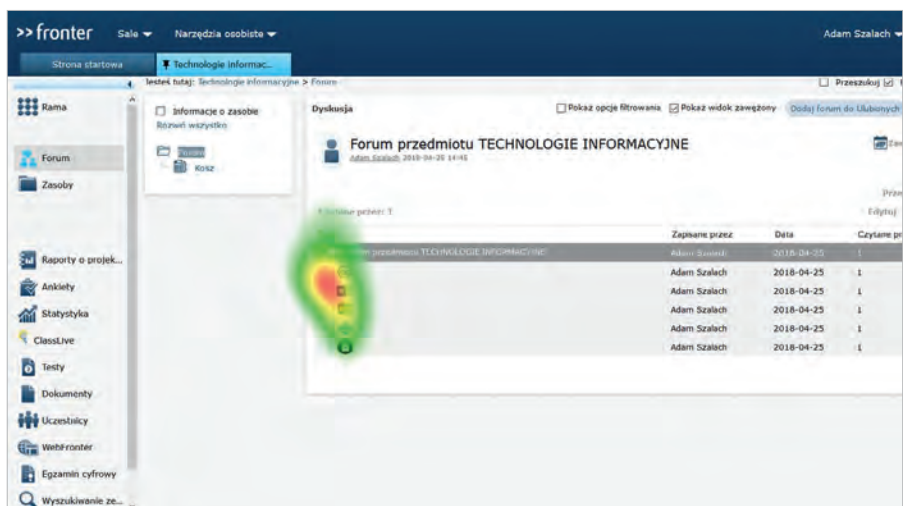 >>fronter Sale Narzędzia osobiste Adam Szalach
Strona startowa Technologie informac...
Jesteś tutaj: Technologie informacyjne > Forum Przeszukuj
Rama
Forum
Zasoby
Raporty o projek...
Ankiety
Statystyka
ClassLive
Testy
Dokumenty
Uczestnicy
WebFronter
Egzamin cyfrowy
Wyszukiwanie ze...
Informacje o zasobie
Rozwiń wszystko
Forum
Kosz
Dyskusja Pokaż opcje filtrowania Pokaż widok zawężony Dodaj forum do Ulubionych
Forum przedmiotu TECHNOLOGIE INFORMACYJNE
Adam Szalach 2018-04-25 14:45
przez: 1 Edytuj
Zapisane przez Data Czytane
przedmiotu TECHNOLOGIE INFORMACYJNE Adam Szalach 2018-04-25 1
Adam Szalach 2018-04-25 1
Adam Szalach 2018-04-25 1
Adam Szalach 2018-04-25 1
Adam Szalach 2018-04-25 1
Adam Szalach 2018-04-25 1